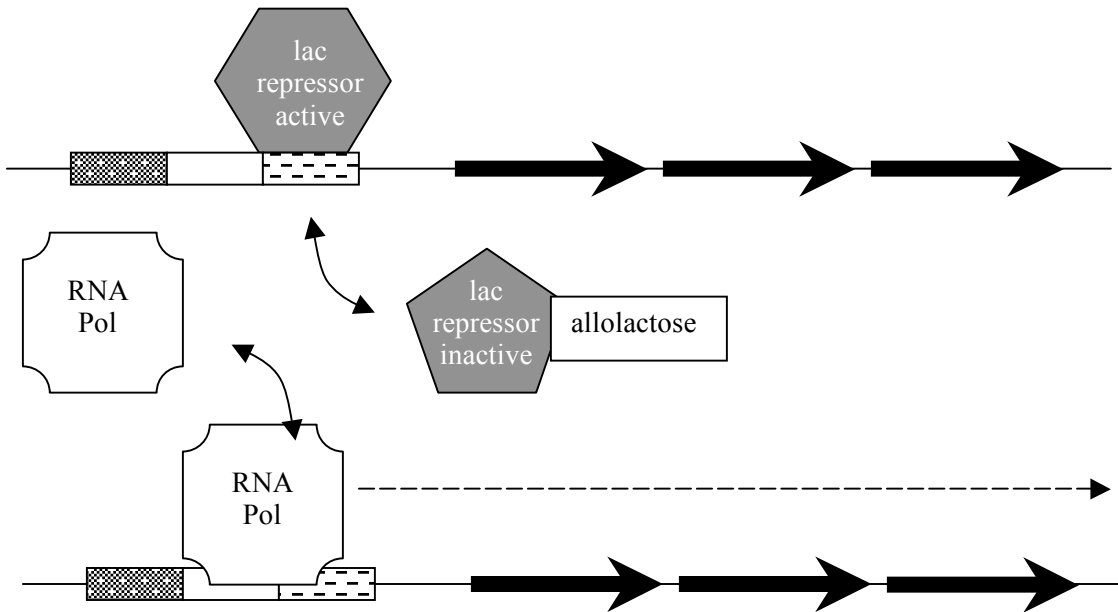 lac
repressor
active
RNA
Pol
lac
repressor
inactive
allolactose
RNA
Pol